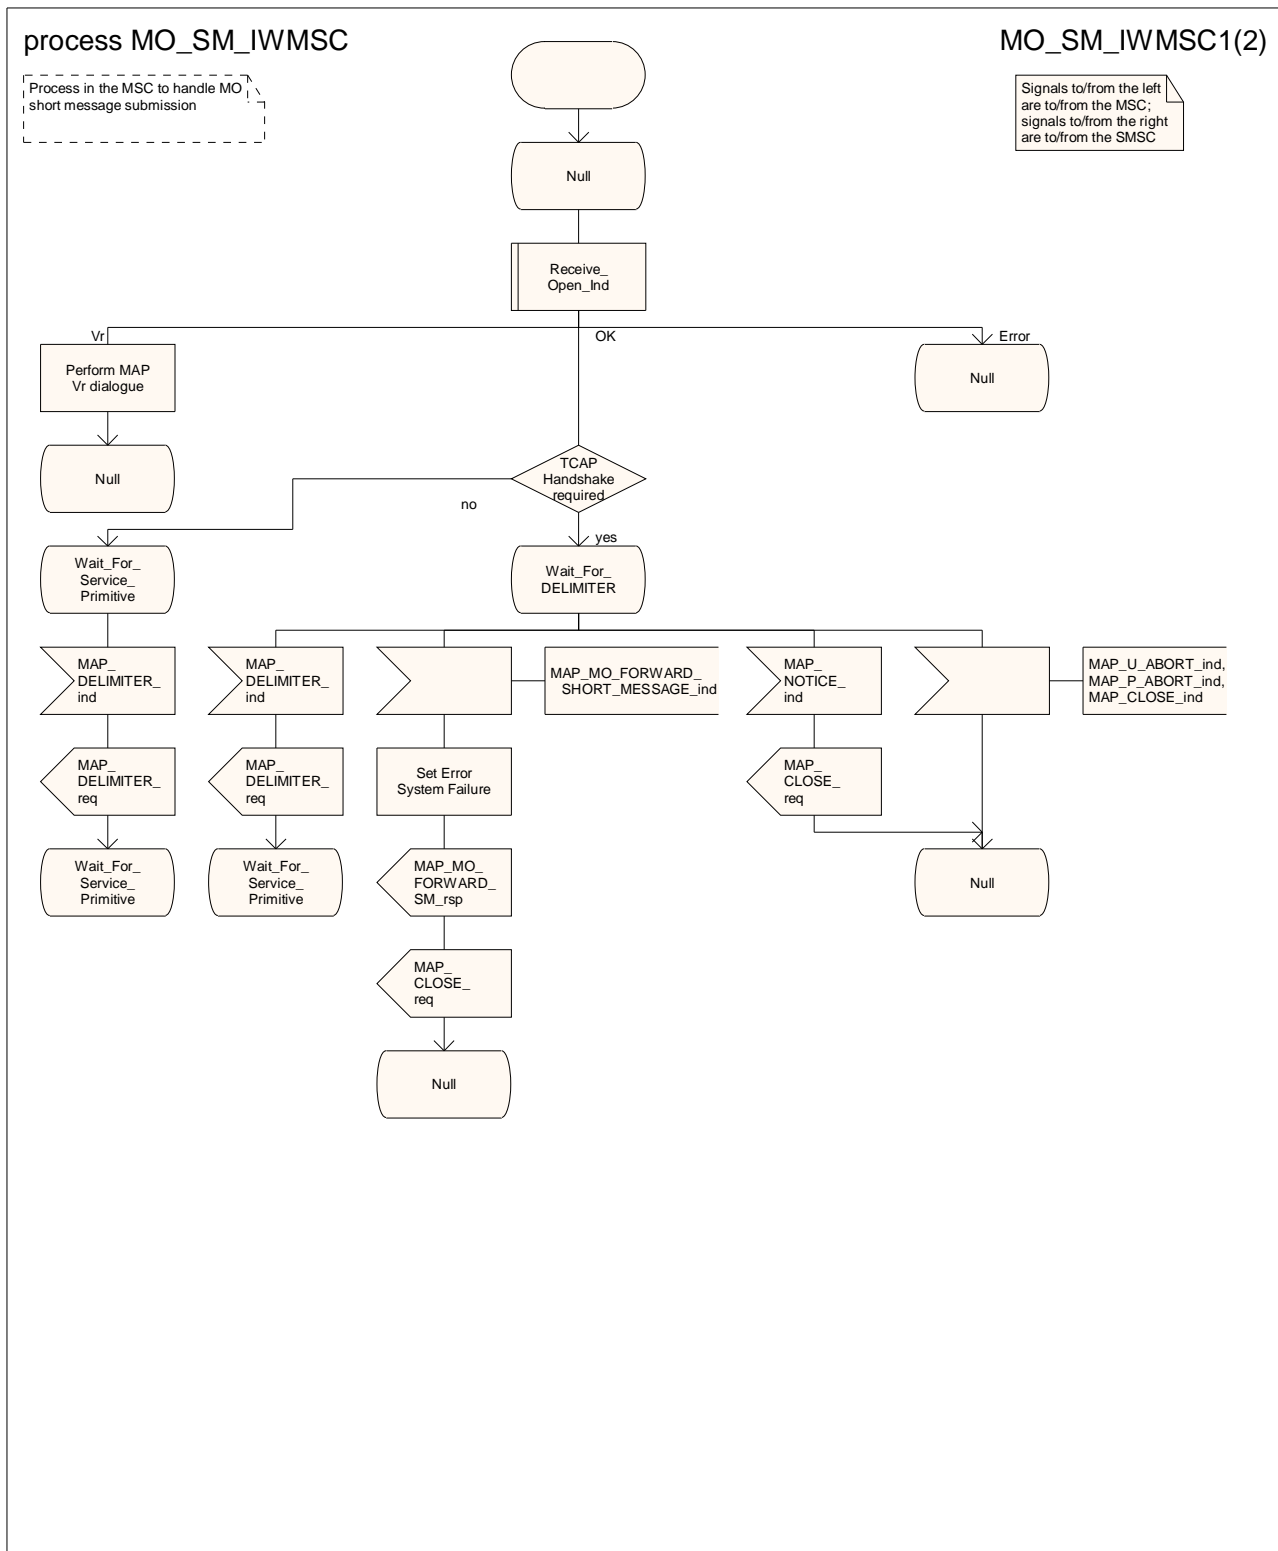 process MO_SM_IWMSC
MO_SM_IWMSC1(2)
Process in the MSC to handle MO
short message submission
Signals to/from the left
are to/from the MSC;
signals to/from the right
are to/from the SMSC
Null
Receive_
Open_Ind
Vr
OK
Error
Perform MAP
Vr dialogue
Null
Null
TCAP
Handshake
required
no
yes
Wait_For_
Service_
Primitive
Wait_For_
DELIMITER
MAP_
DELIMITER_
ind
MAP_
DELIMITER_
ind
MAP_MO_FORWARD_
SHORT_MESSAGE_ind
MAP_
NOTICE_
ind
MAP_U_ABORT_ind,
MAP_P_ABORT_ind,
MAP_CLOSE_ind
MAP_
DELIMITER_
req
MAP_
DELIMITER_
req
Set Error
System Failure
MAP_
CLOSE_
req
Wait_For_
Service_
Primitive
Wait_For_
Service_
Primitive
MAP_MO_
FORWARD_
SM_rsp
Null
MAP_
CLOSE_
req
Null